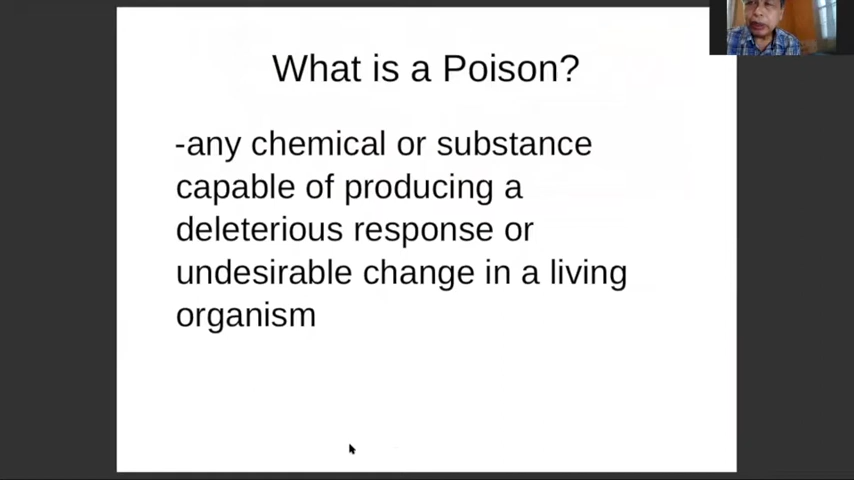 What is a Poison?
-any chemical or substance
capable of producing a
deleterious response or
undesirable change in a living
organism